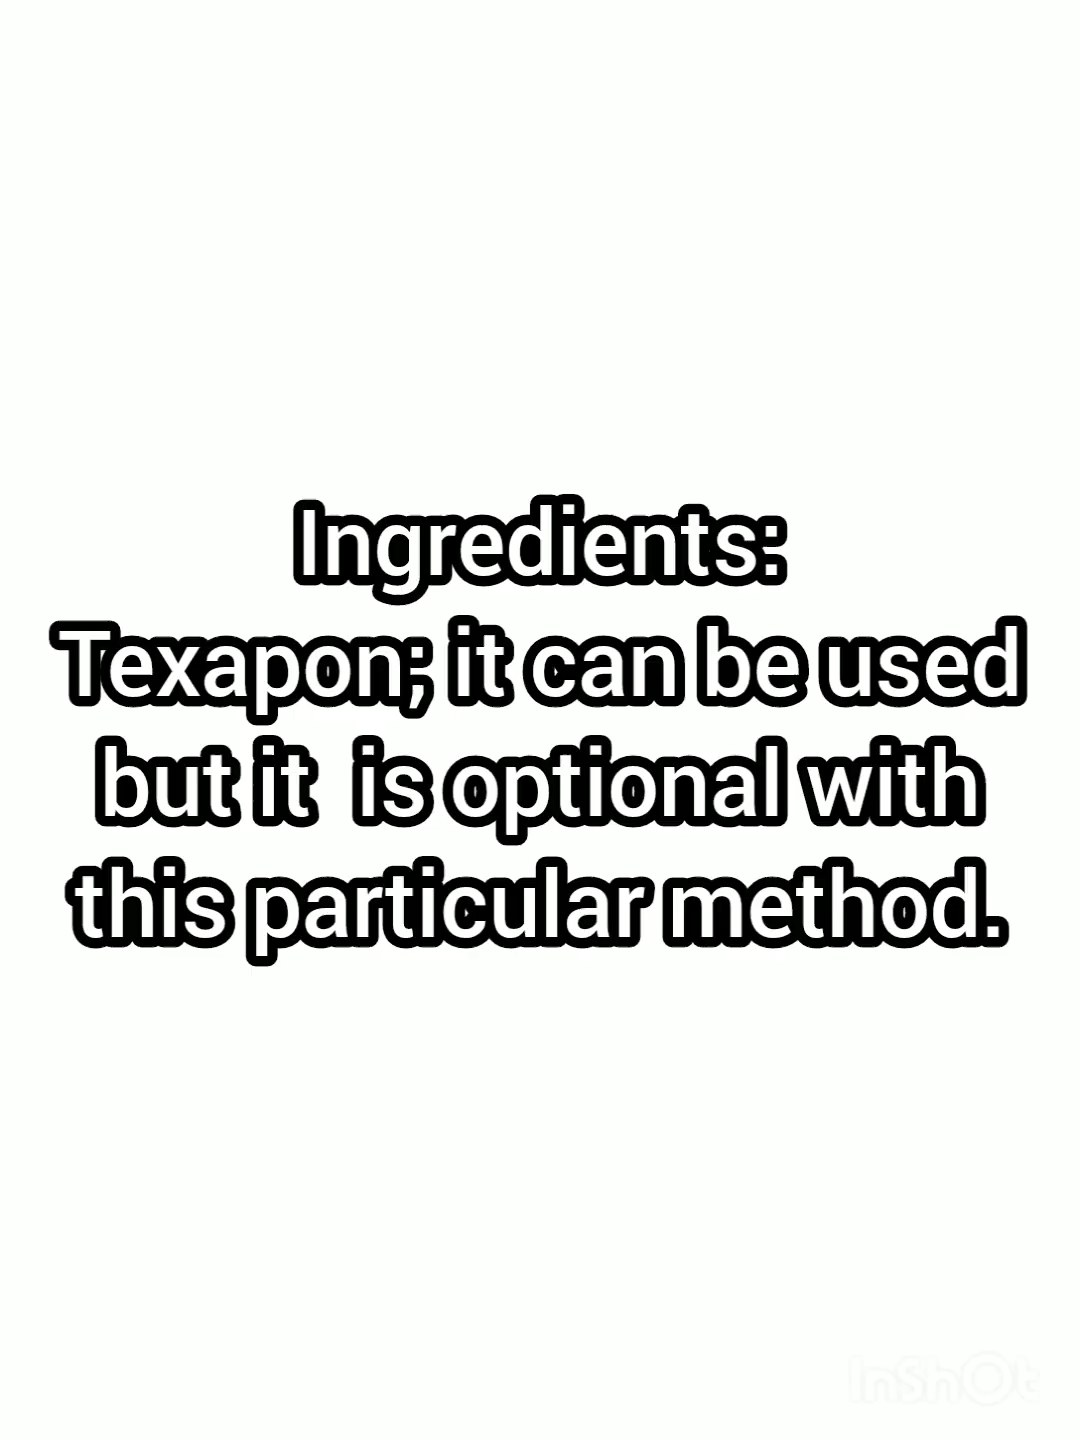 Ingredients:
Texapon; it can be used
but it  is optional with
this particular method.
InShOt